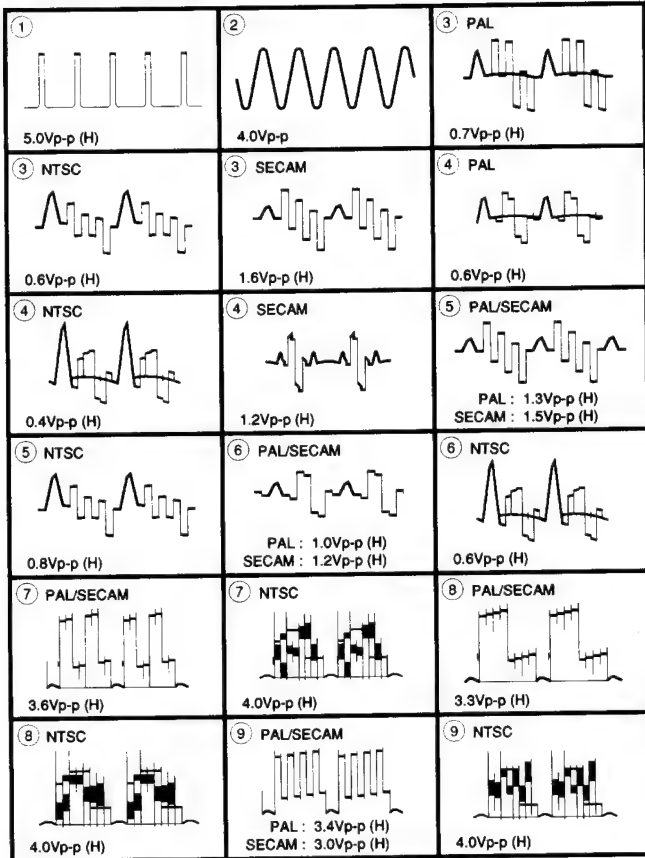 1
5.0Vp-p (H)
2
4.0Vp-p
3 PAL
0.7Vp-p (H)
3 NTSC
0.6Vp-p (H)
3 SECAM
1.6Vp-p (H)
4 PAL
0.6Vp-p (H)
4 NTSC
0.4Vp-p (H)
4 SECAM
1.2Vp-p (H)
5 PAL/SECAM
PAL : 1.3Vp-p (H)
SECAM : 1.5Vp-p (H)
5 NTSC
0.8Vp-p (H)
6 PAL/SECAM
PAL : 1.0Vp-p (H)
SECAM : 1.2Vp-p (H)
6 NTSC
0.6Vp-p (H)
7 PAL/SECAM
3.6Vp-p (H)
7 NTSC
4.0Vp-p (H)
8 PAL/SECAM
3.3Vp-p (H)
8 NTSC
4.0Vp-p (H)
9 PAL/SECAM
PAL : 3.4Vp-p (H)
SECAM : 3.0Vp-p (H)
9 NTSC
4.0Vp-p (H)